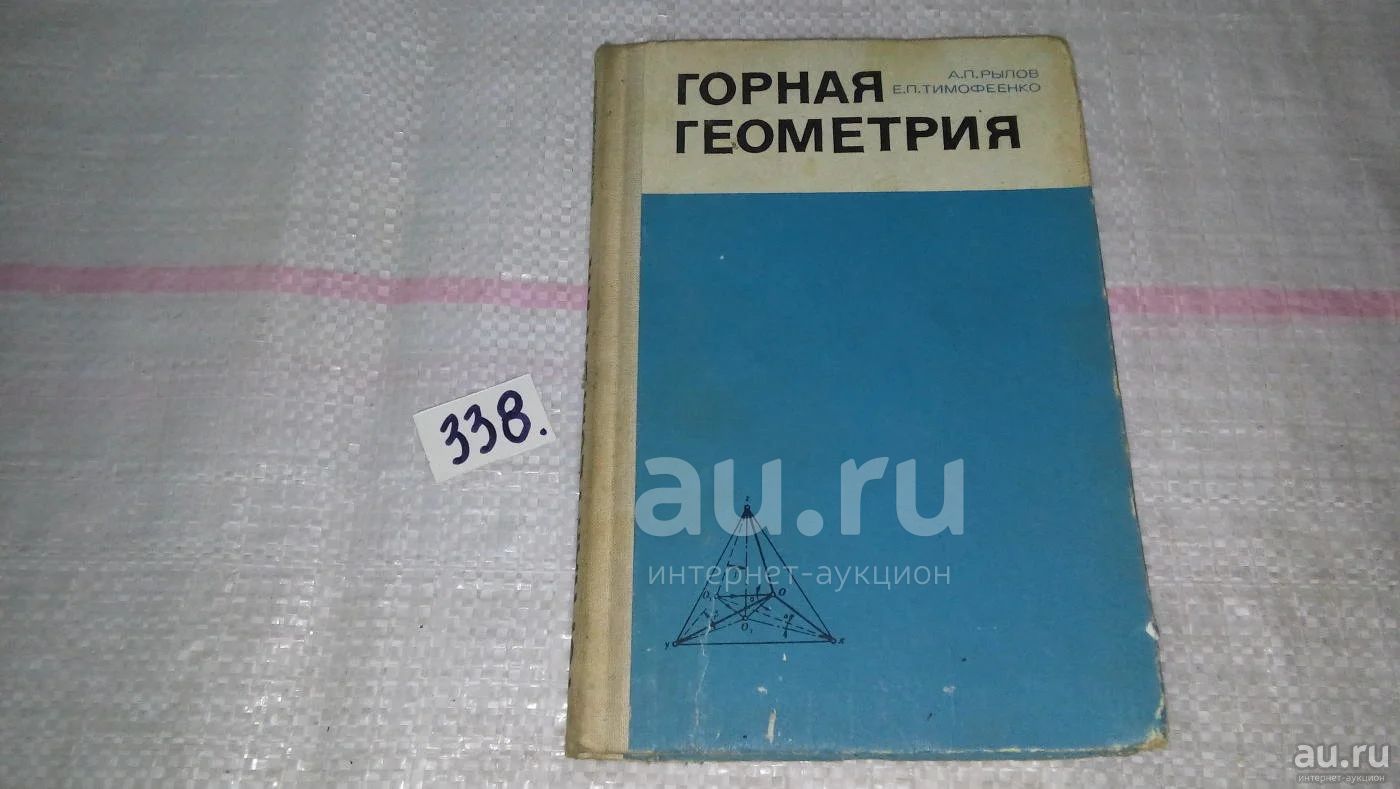 А.П.РЫЛОВ
Е.П.ТИМОФЕЕНКО
ГОРНАЯ
ГЕОМЕТРИЯ
338.
au.ru
интернет-аукцион
z
O
y
x
au.ru
интернет-аукцион